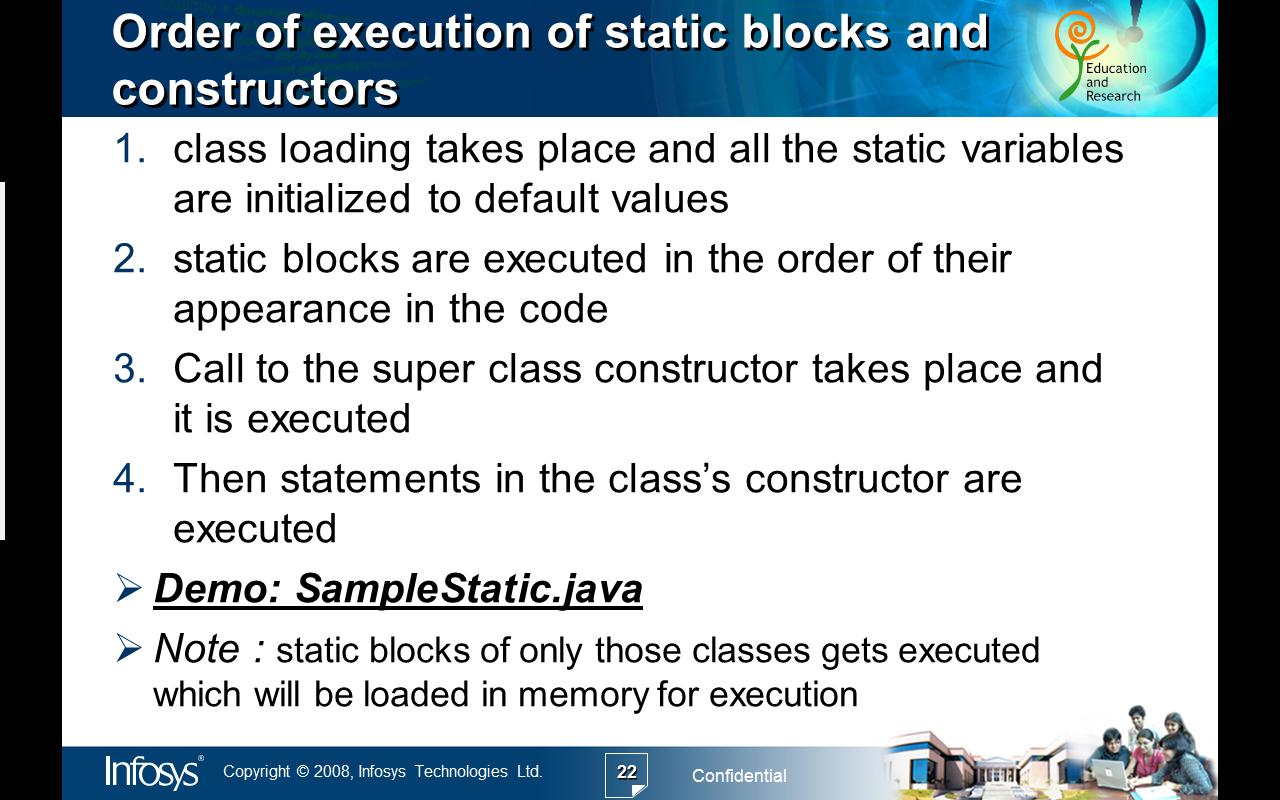 Order of execution of static blocks and
constructors
Education
and
Research
1. class loading takes place and all the static variables
are initialized to default values
2. static blocks are executed in the order of their
appearance in the code
3. Call to the super class constructor takes place and
it is executed
4. Then statements in the class’s constructor are
executed
➢ Demo: SampleStatic.java
➢ Note : static blocks of only those classes gets executed
which will be loaded in memory for execution
Infosys® Copyright © 2008, Infosys Technologies Ltd. 22 Confidential